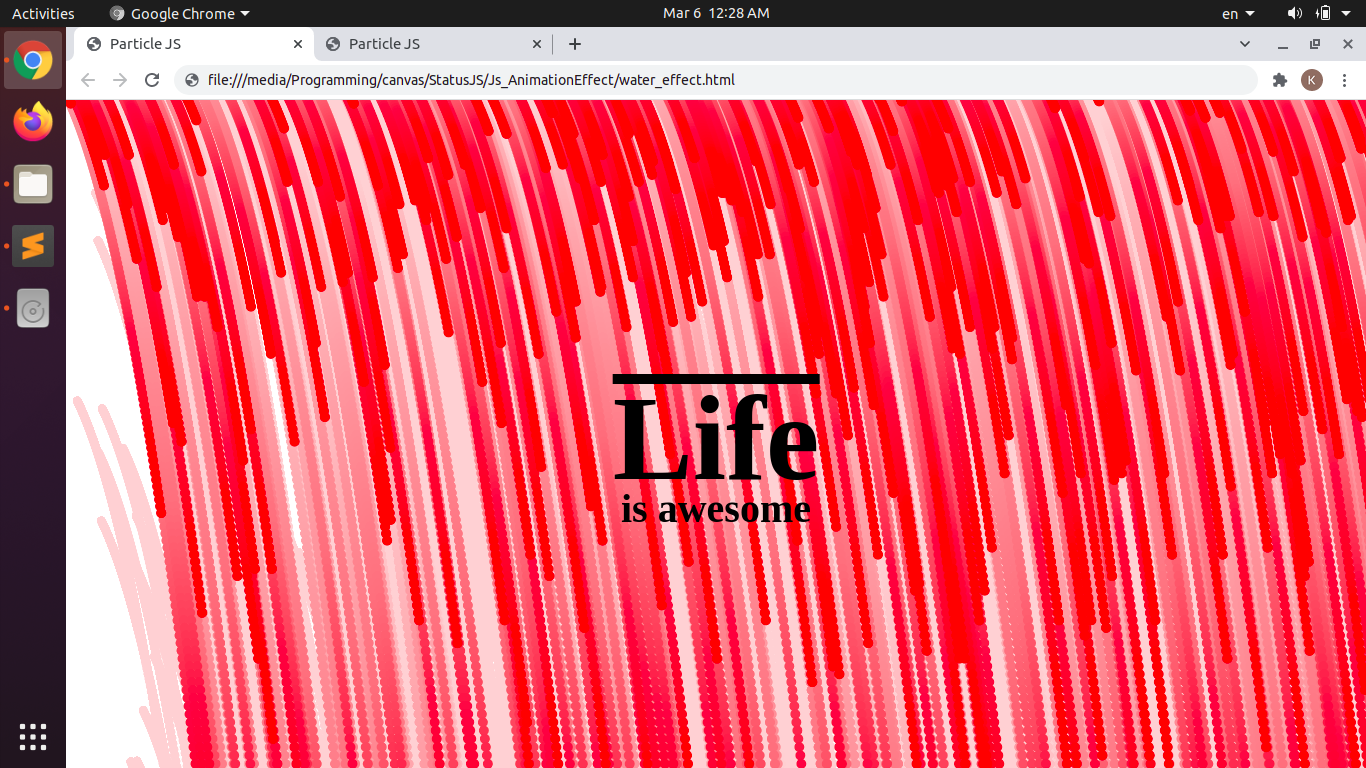 Activities Google Chrome Mar 6 12:28 AM en
Particle JS Particle JS
file:///media/Programming/canvas/StatusJS/Js_AnimationEffect/water_effect.html K
Life
is awesome